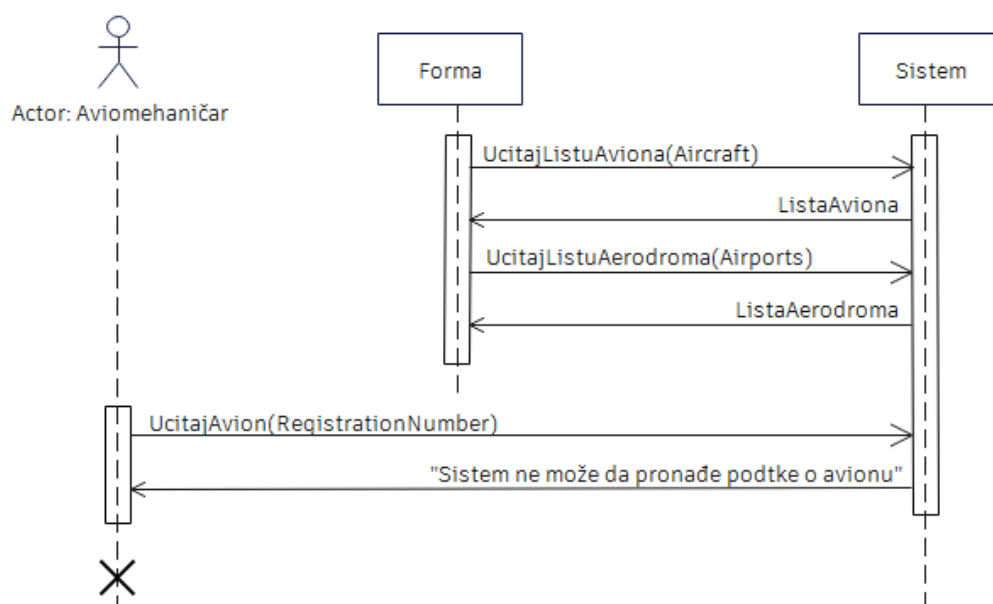 Forma
Sistem
Actor: Aviomehaničar
UcitajListuAviona(Aircraft)
ListaAviona
UcitajListuAerodroma(Airports)
ListaAerodroma
UcitajAvion(RegistrationNumber)
"Sistem ne može da pronađe podtke o avionu"